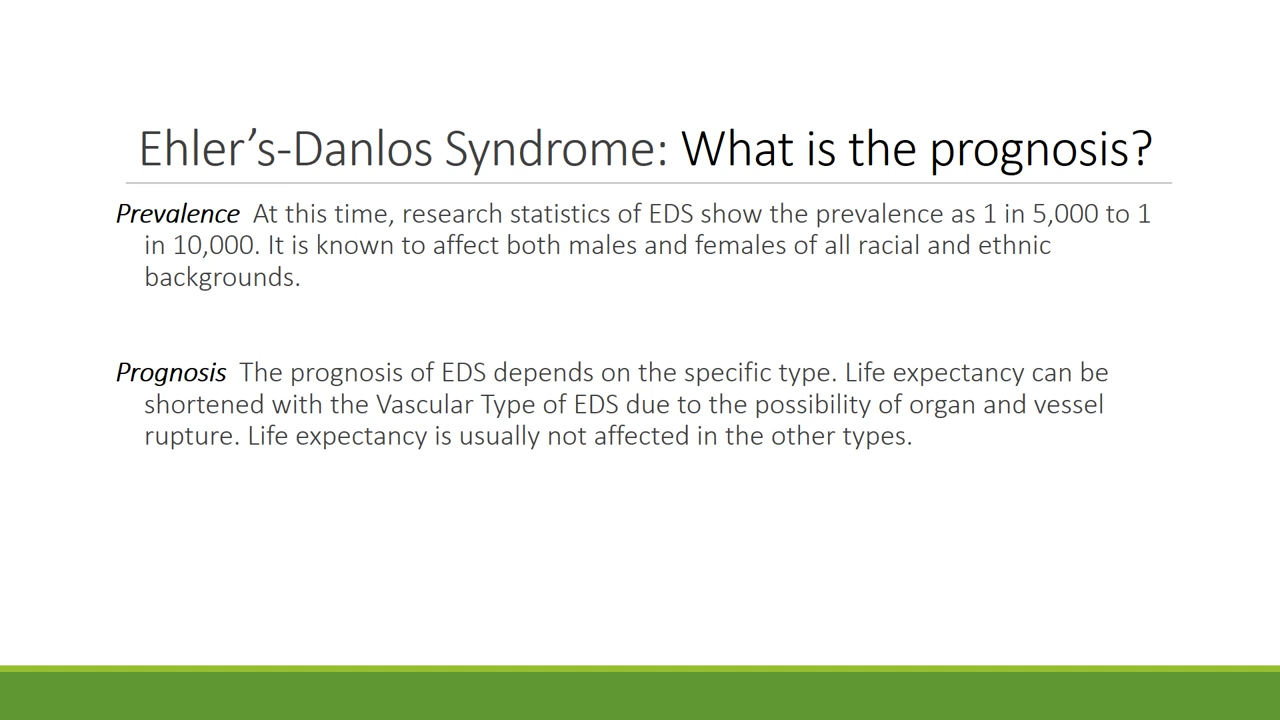 Ehler’s-Danlos Syndrome: What is the prognosis?
Prevalence At this time, research statistics of EDS show the prevalence as 1 in 5,000 to 1
in 10,000. It is known to affect both males and females of all racial and ethnic
backgrounds.
Prognosis The prognosis of EDS depends on the specific type. Life expectancy can be
shortened with the Vascular Type of EDS due to the possibility of organ and vessel
rupture. Life expectancy is usually not affected in the other types.